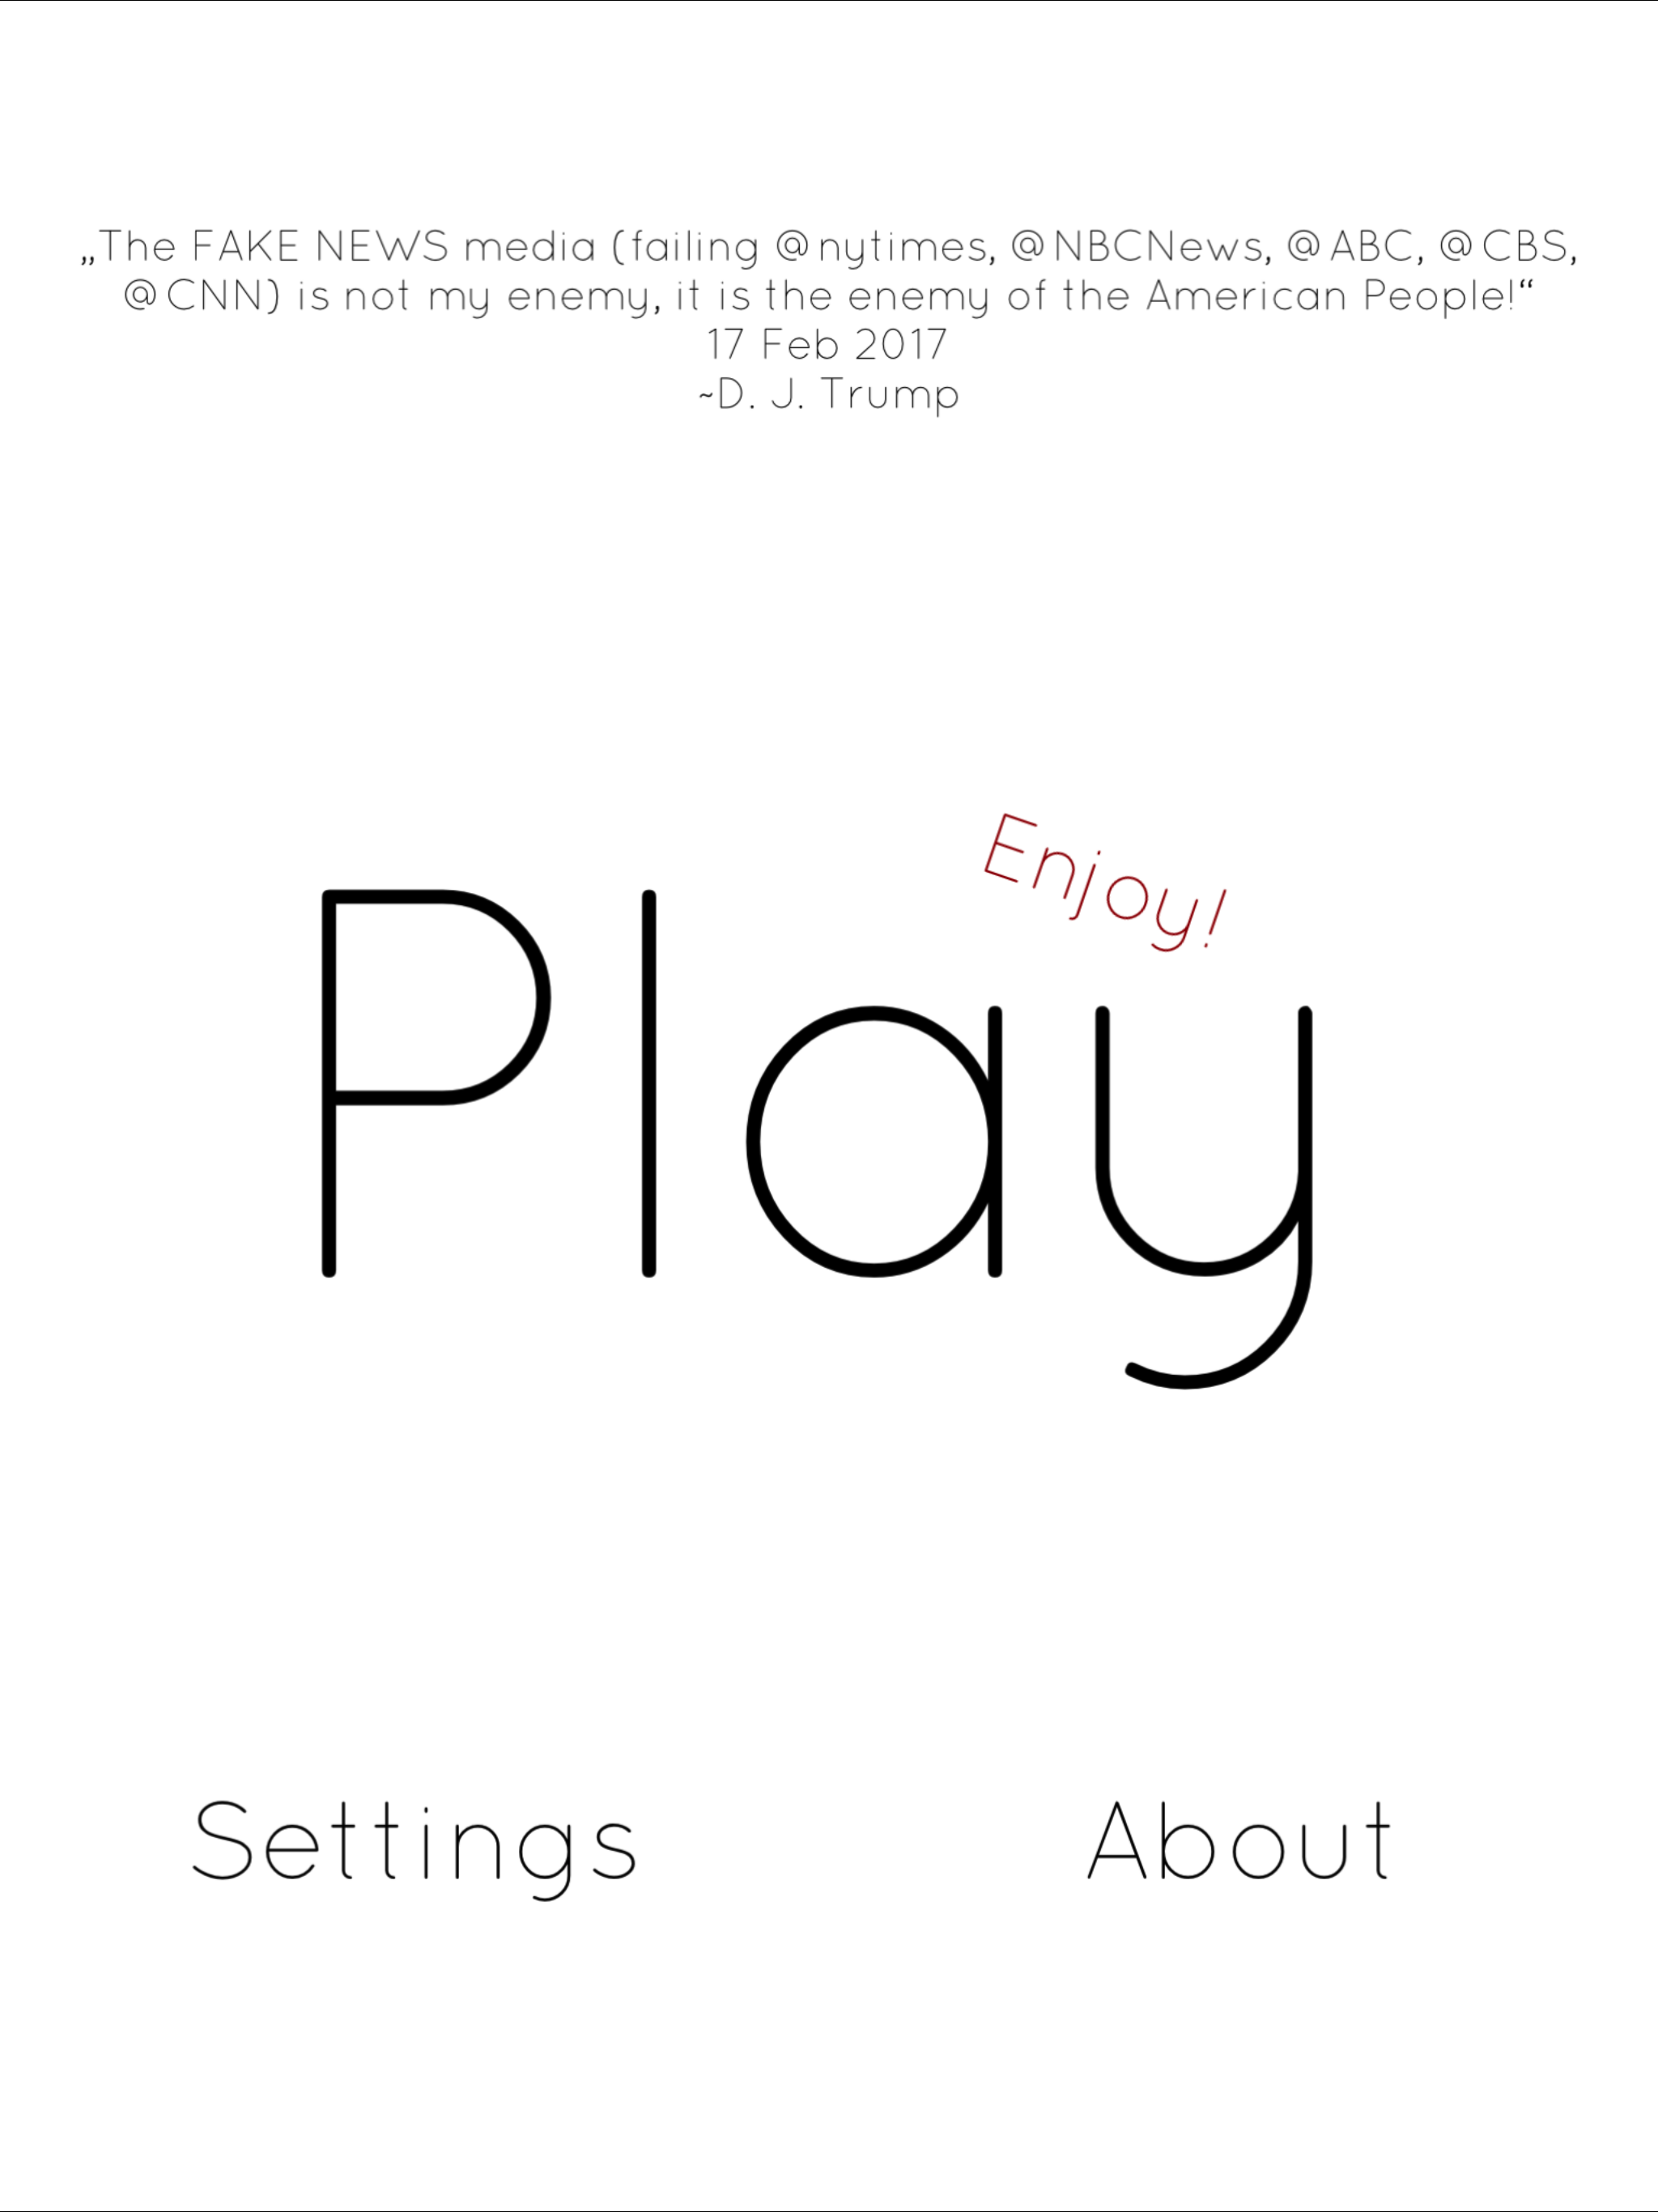 „The FAKE NEWS media (failing @nytimes, @NBCNews, @ABC, @CBS,
@CNN) is not my enemy, it is the enemy of the American People!“
17 Feb 2017
~D. J. Trump
Enjoy!
Play
Settings
About